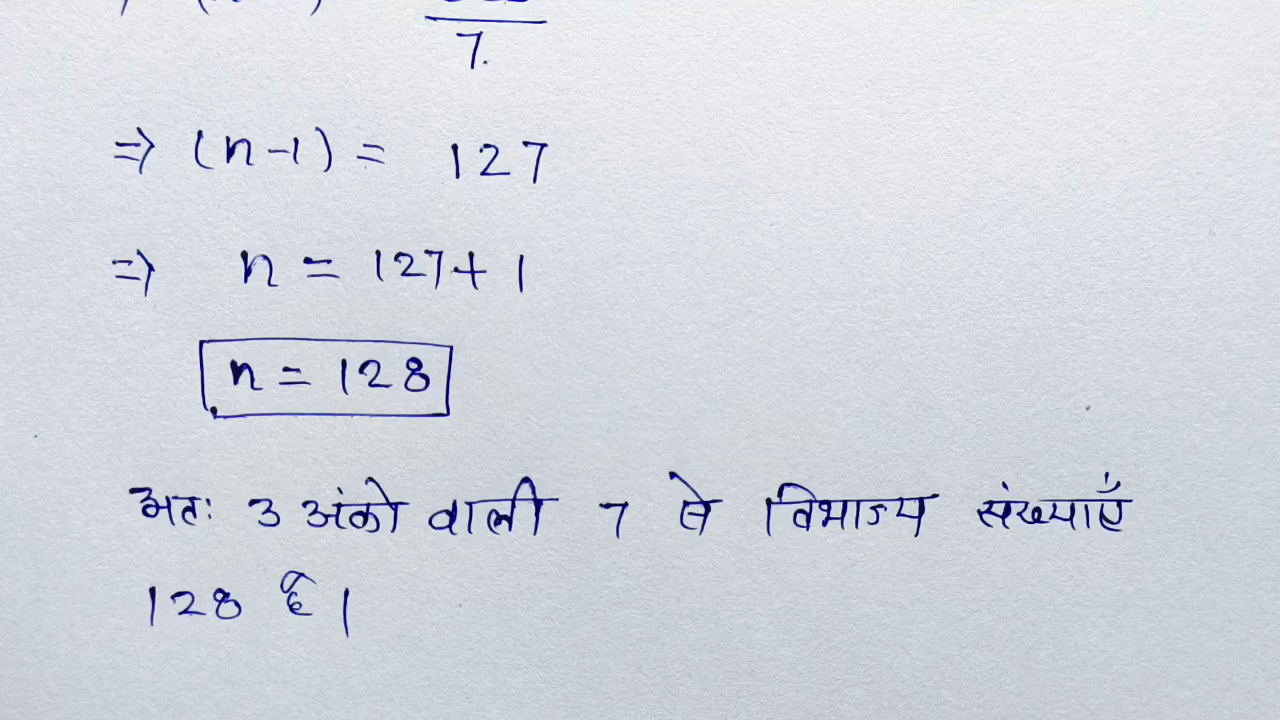 7.
⇒ (n-1) = 127
⇒ n = 127+1
n = 128
अतः 3 अंको वाली 7 से विभाज्य संख्याएँ
128 है।